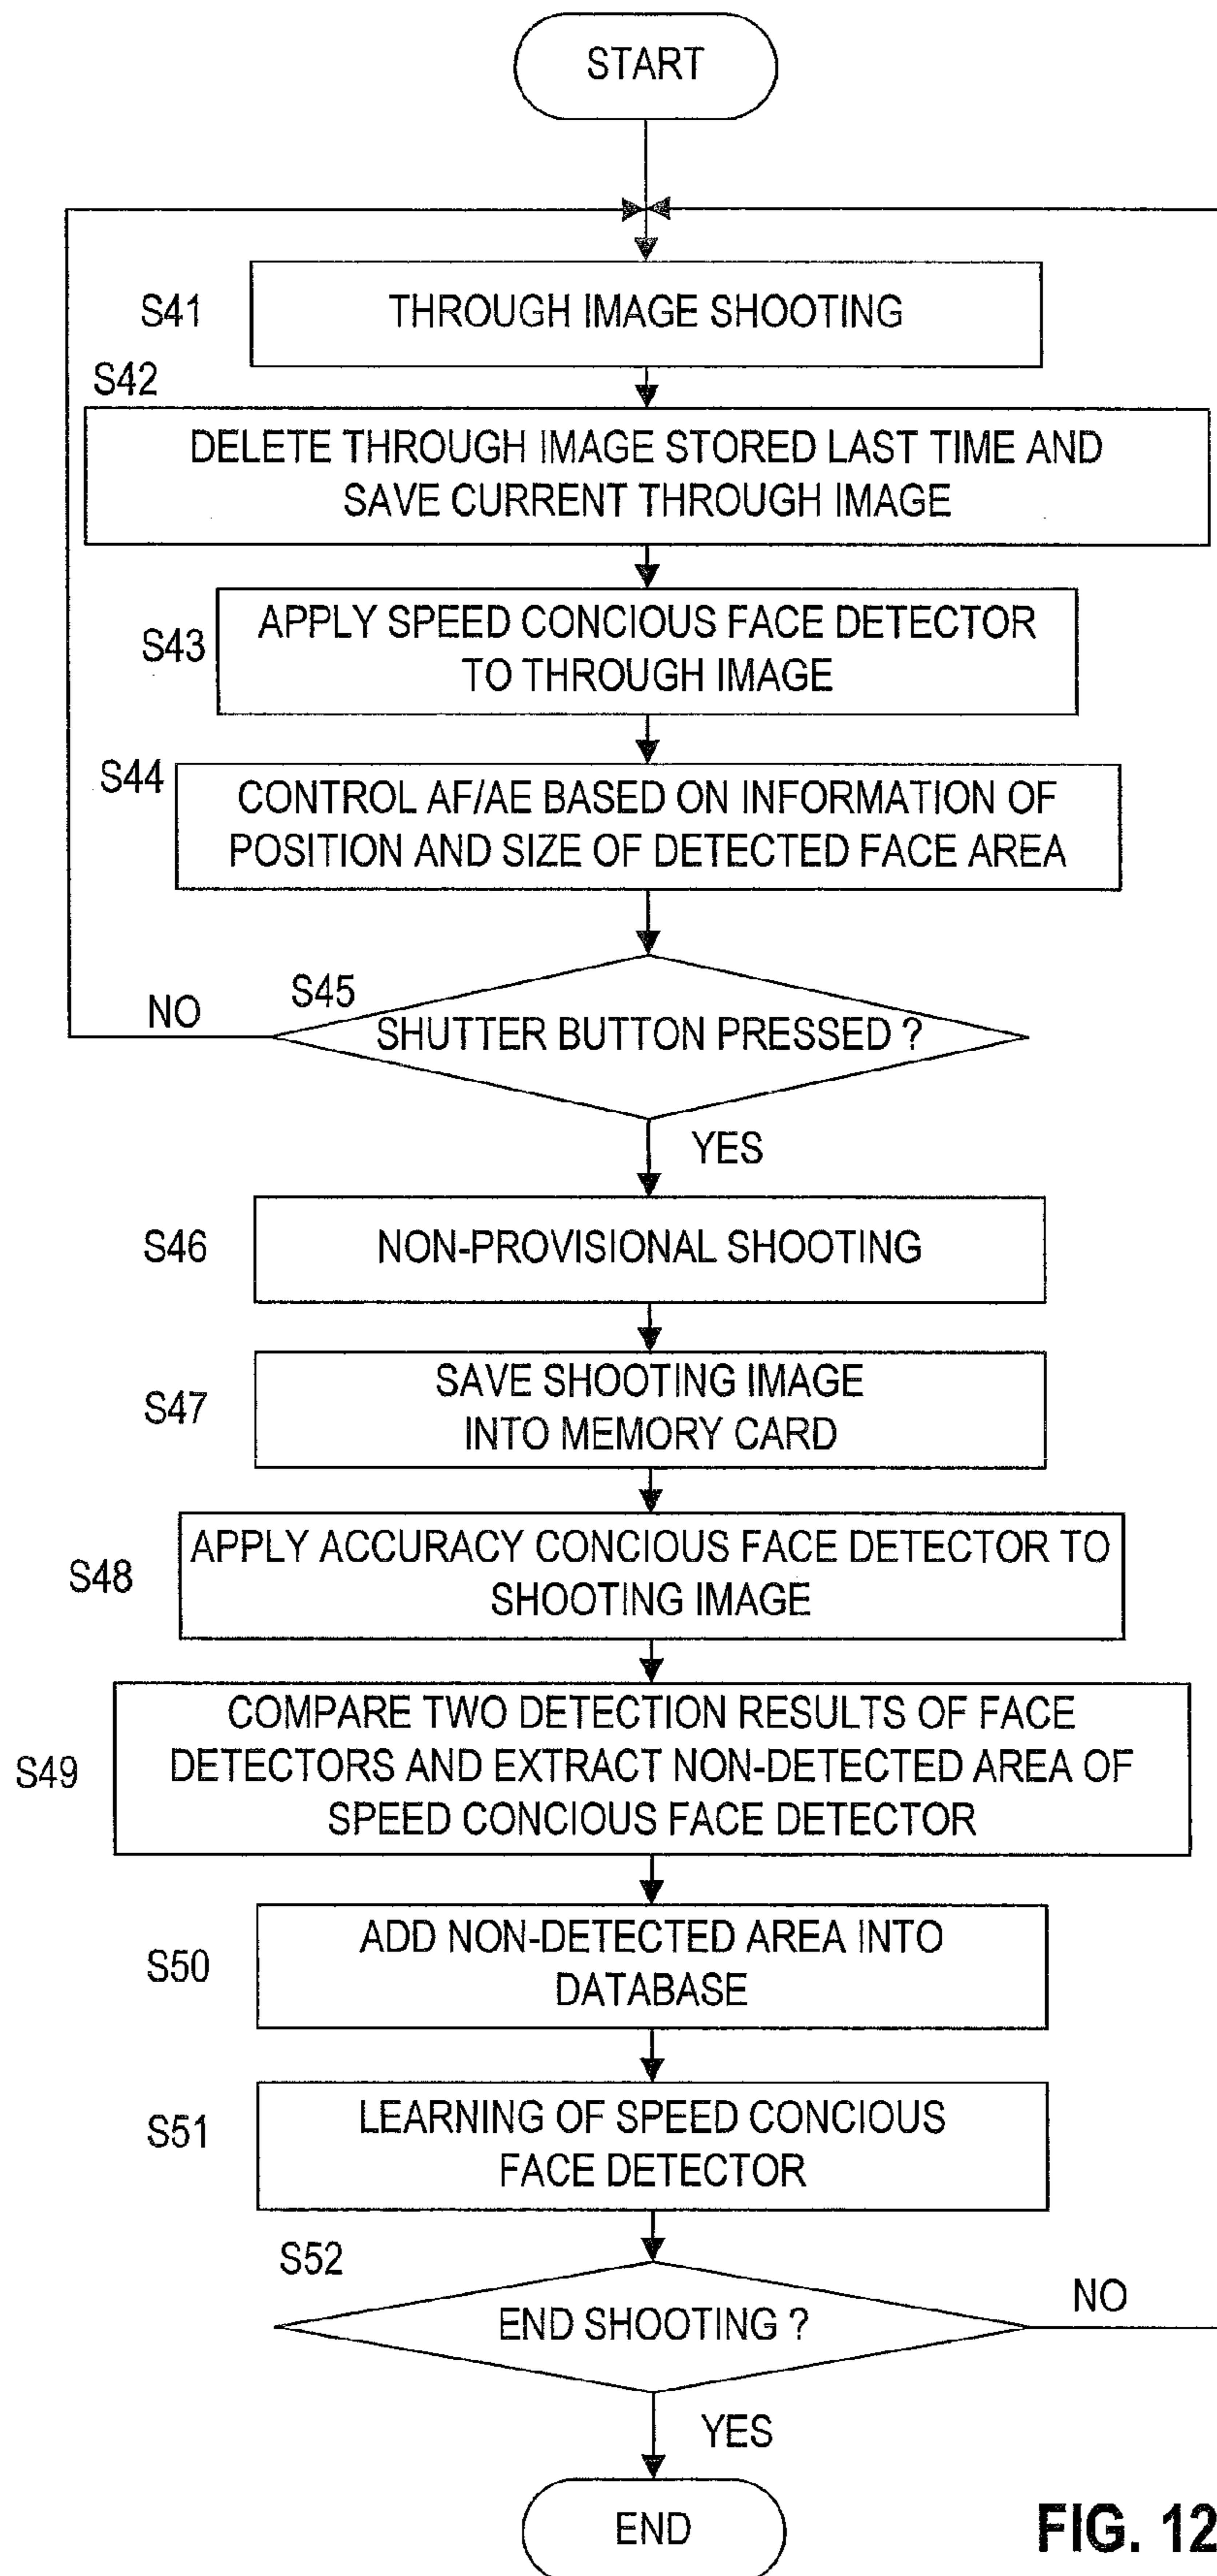 START
S41
THROUGH IMAGE SHOOTING
S42
DELETE THROUGH IMAGE STORED LAST TIME AND
SAVE CURRENT THROUGH IMAGE
S43
APPLY SPEED CONCIOUS FACE DETECTOR
TO THROUGH IMAGE
S44
CONTROL AF/AE BASED ON INFORMATION OF
POSITION AND SIZE OF DETECTED FACE AREA
S45
NO
SHUTTER BUTTON PRESSED ?
YES
S46
NON-PROVISIONAL SHOOTING
S47
SAVE SHOOTING IMAGE
INTO MEMORY CARD
S48
APPLY ACCURACY CONCIOUS FACE DETECTOR TO
SHOOTING IMAGE
S49
COMPARE TWO DETECTION RESULTS OF FACE
DETECTORS AND EXTRACT NON-DETECTED AREA OF
SPEED CONCIOUS FACE DETECTOR
S50
ADD NON-DETECTED AREA INTO
DATABASE
S51
LEARNING OF SPEED CONCIOUS
FACE DETECTOR
S52
END SHOOTING ?
NO
YES
END
FIG. 12